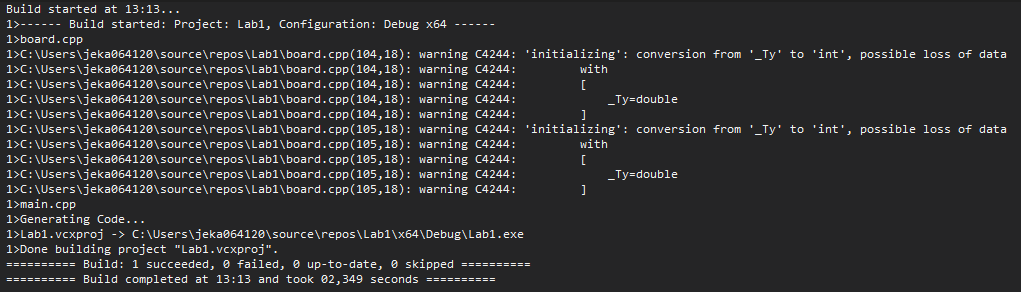 Build started at 13:13...
1>------ Build started: Project: Lab1, Configuration: Debug x64 ------
1>board.cpp
1>C:\Users\jeka064120\source\repos\Lab1\board.cpp(104,18): warning C4244: 'initializing': conversion from '_Ty' to 'int', possible loss of data
1>C:\Users\jeka064120\source\repos\Lab1\board.cpp(104,18): warning C4244:         with
1>C:\Users\jeka064120\source\repos\Lab1\board.cpp(104,18): warning C4244:         [
1>C:\Users\jeka064120\source\repos\Lab1\board.cpp(104,18): warning C4244:             _Ty=double
1>C:\Users\jeka064120\source\repos\Lab1\board.cpp(104,18): warning C4244:         ]
1>C:\Users\jeka064120\source\repos\Lab1\board.cpp(105,18): warning C4244: 'initializing': conversion from '_Ty' to 'int', possible loss of data
1>C:\Users\jeka064120\source\repos\Lab1\board.cpp(105,18): warning C4244:         with
1>C:\Users\jeka064120\source\repos\Lab1\board.cpp(105,18): warning C4244:         [
1>C:\Users\jeka064120\source\repos\Lab1\board.cpp(105,18): warning C4244:             _Ty=double
1>C:\Users\jeka064120\source\repos\Lab1\board.cpp(105,18): warning C4244:         ]
1>main.cpp
1>Generating Code...
1>Lab1.vcxproj -> C:\Users\jeka064120\source\repos\Lab1\x64\Debug\Lab1.exe
1>Done building project "Lab1.vcxproj".
========== Build: 1 succeeded, 0 failed, 0 up-to-date, 0 skipped ==========
========== Build completed at 13:13 and took 02,349 seconds ==========